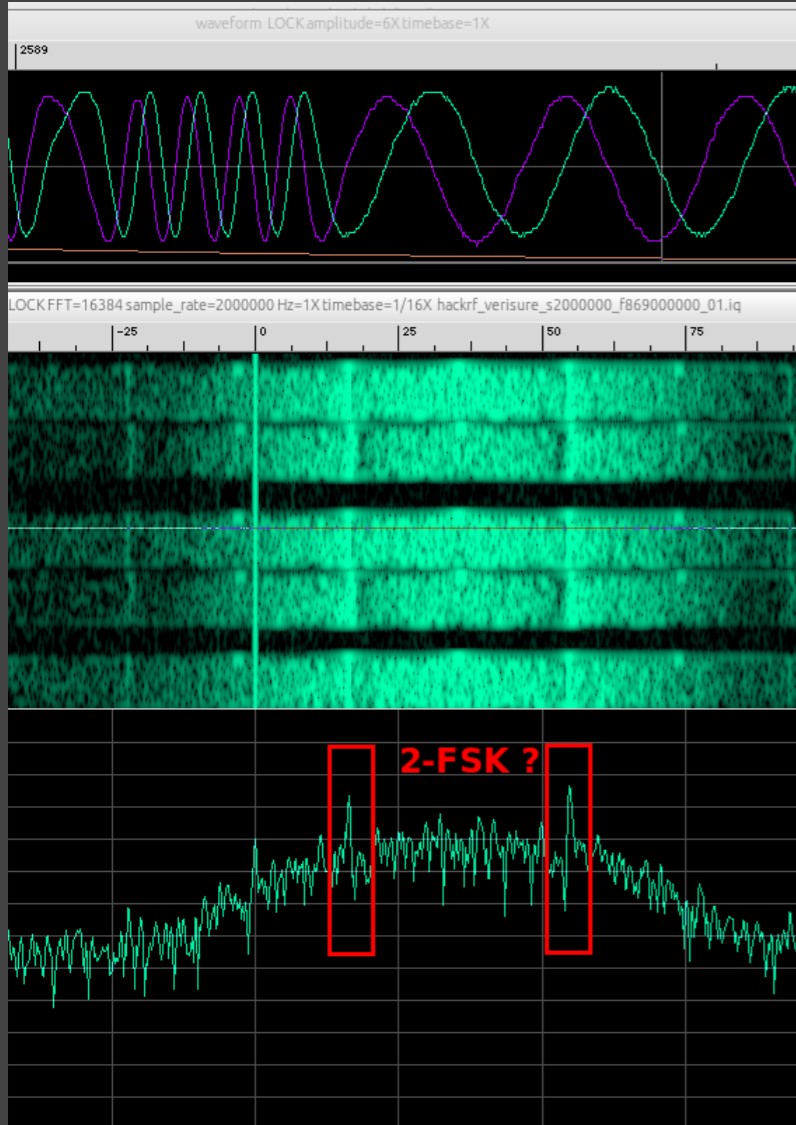 waveform LOCK amplitude=6X timebase=1X
2589
LOCK FFT=16384 sample_rate=2000000 Hz=1X timebase=1/16X hackrf_verisure_s2000000_f869000000_01.iq
-25 0 25 50 75
2-FSK ?